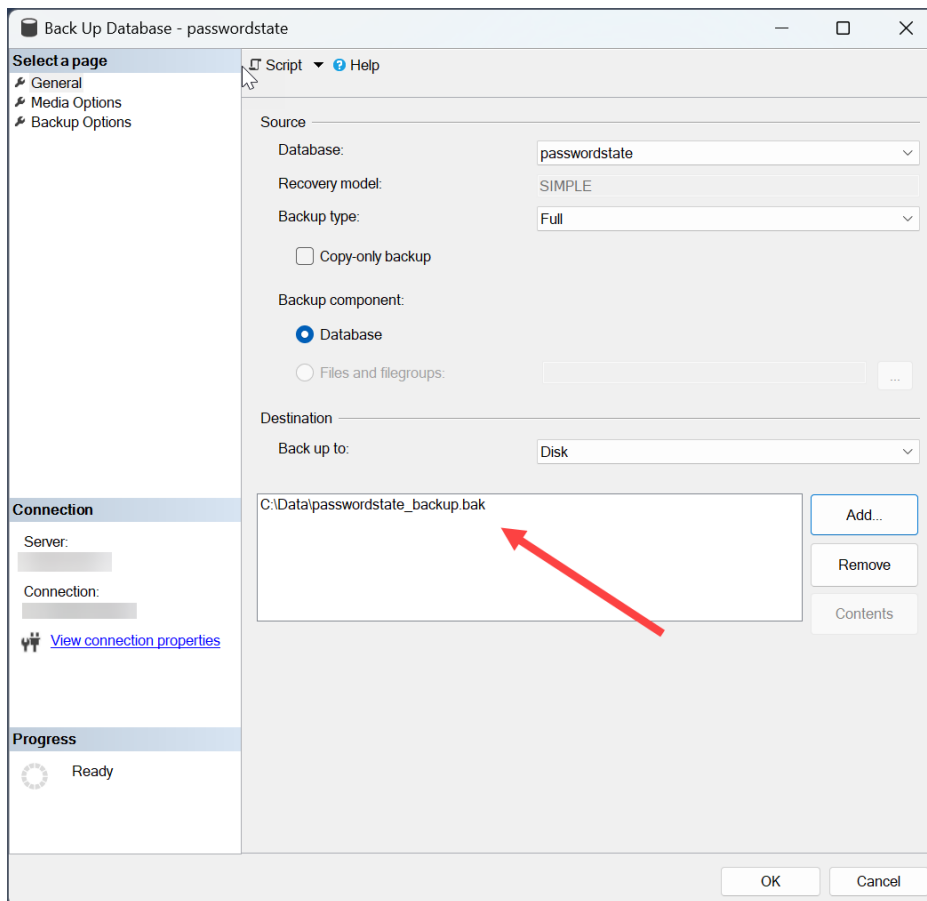 Back Up Database - passwordstate
Select a page
General
Media Options
Backup Options
Script
Help
Source
Database:
passwordstate
Recovery model:
SIMPLE
Backup type:
Full
Copy-only backup
Backup component:
Database
Files and filegroups:
...
Destination
Back up to:
Disk
C:\Data\passwordstate_backup.bak
Add...
Remove
Contents
Connection
Server:
Connection:
View connection properties
Progress
Ready
OK
Cancel